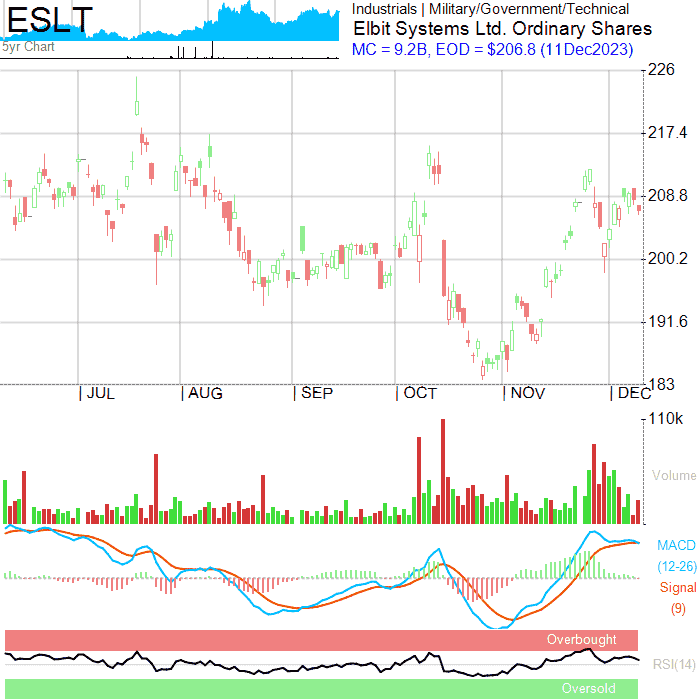 ESLT
5yr Chart
Industrials | Military/Government/Technical
Elbit Systems Ltd. Ordinary Shares
MC = 9.2B, EOD = $206.8 (11Dec2023)
226
217.4
208.8
200.2
191.6
183
| JUL | AUG | SEP | OCT | NOV | DEC
110k
Volume
MACD
(12-26)
Signal
(9)
Overbought
RSI(14)
Oversold